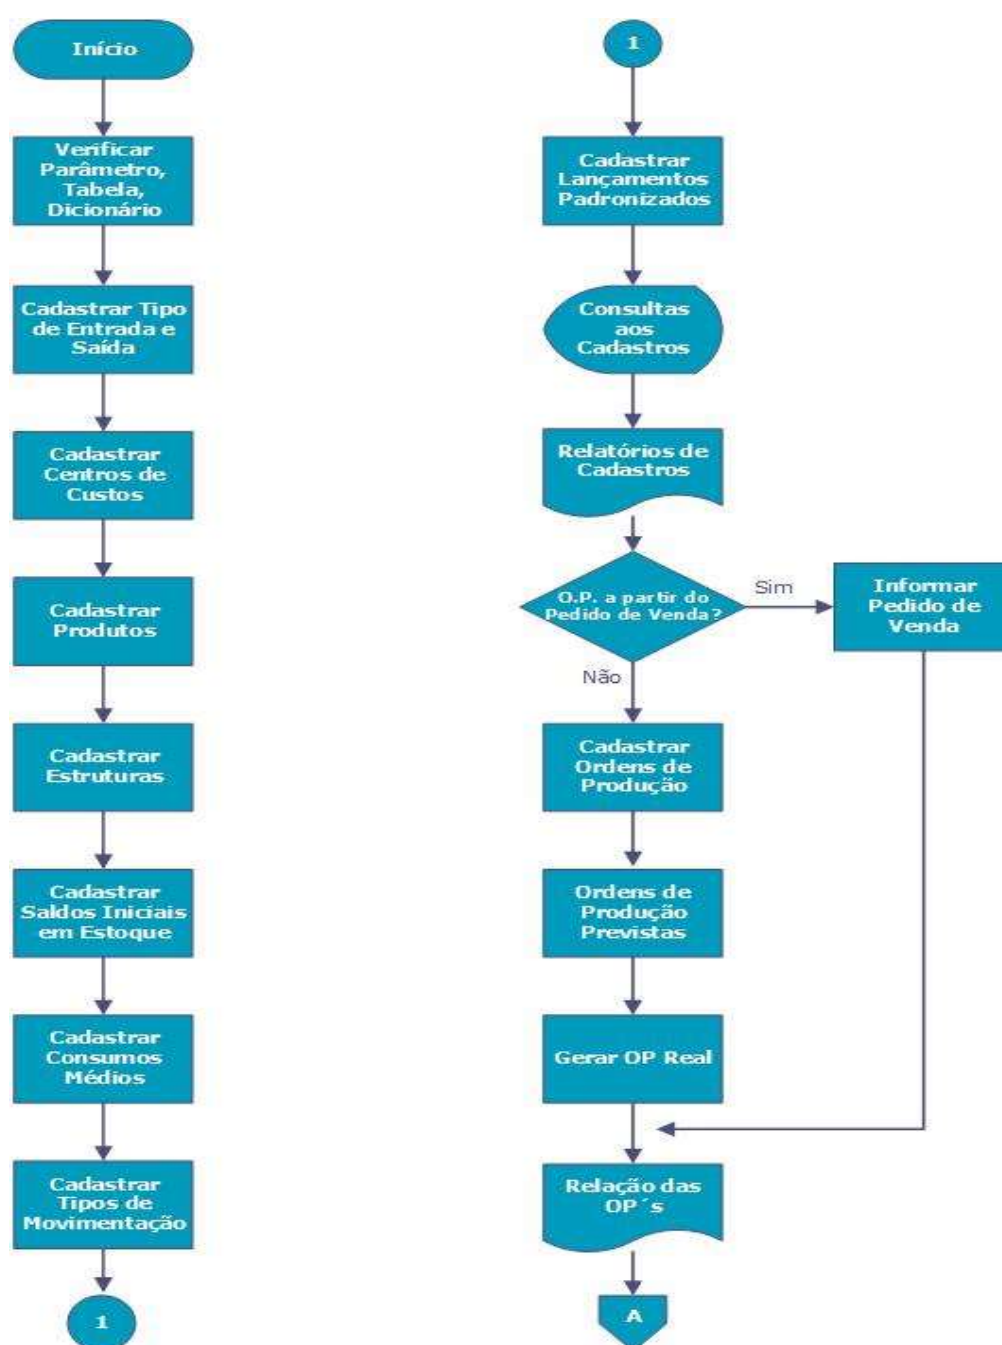 Início
Verificar
Parâmetro,
Tabela,
Dicionário
Cadastrar Tipo
de Entrada e
Saída
Cadastrar
Centros de
Custos
Cadastrar
Produtos
Cadastrar
Estruturas
Cadastrar
Saldos Iniciais
em Estoque
Cadastrar
Consumos
Médios
Cadastrar
Tipos de
Movimentação
1
1
Cadastrar
Lançamentos
Padronizados
Consultas
aos
Cadastros
Relatórios de
Cadastros
O.P. a partir do
Pedido de Venda?
Sim
Informar
Pedido de
Venda
Não
Cadastrar
Ordens de
Produção
Ordens de
Produção
Previstas
Gerar OP Real
Relação das
OP´s
A